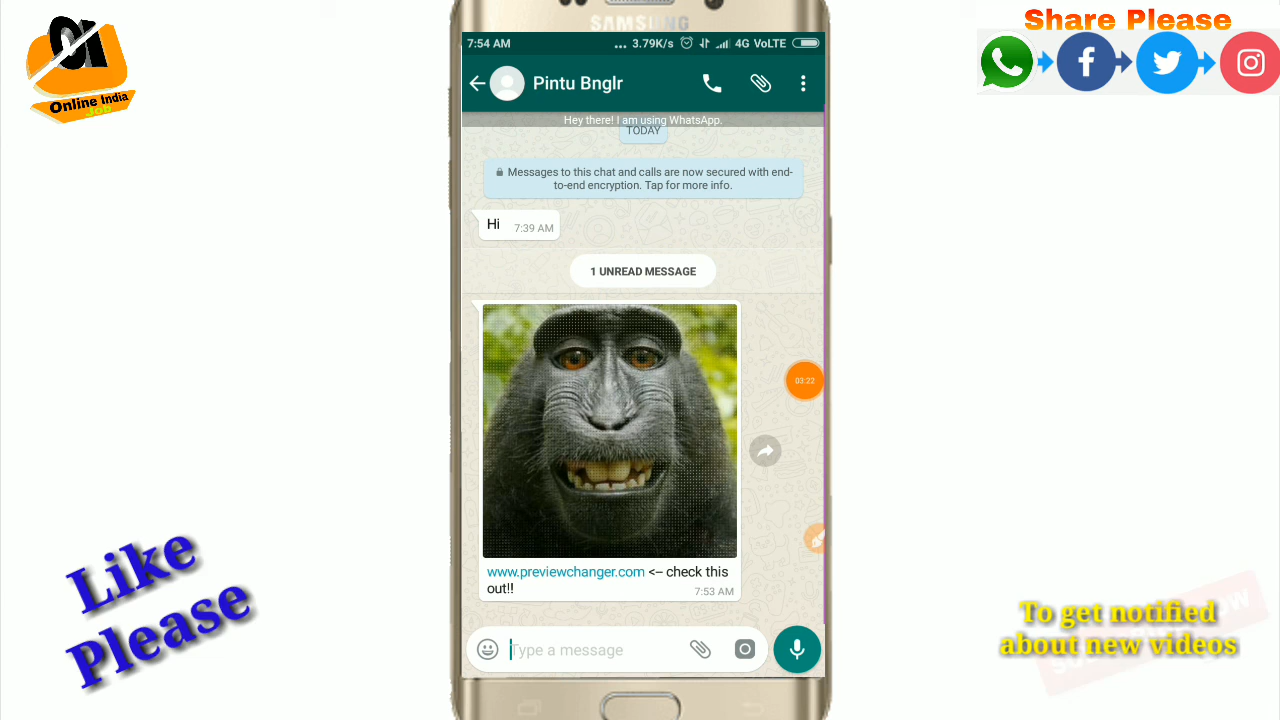 Online India
Job
Share Please
SAMSUNG
7:54 AM
... 3.79K/s 4G VoLTE
Pintu Bnglr
Hey there! I am using WhatsApp.
TODAY
Messages to this chat and calls are now secured with end-
to-end encryption. Tap for more info.
Hi 7:39 AM
1 UNREAD MESSAGE
03:22
www.previewchanger.com <-- check this
out!! 7:53 AM
Type a message
Like
Please
To get notified
about new videos